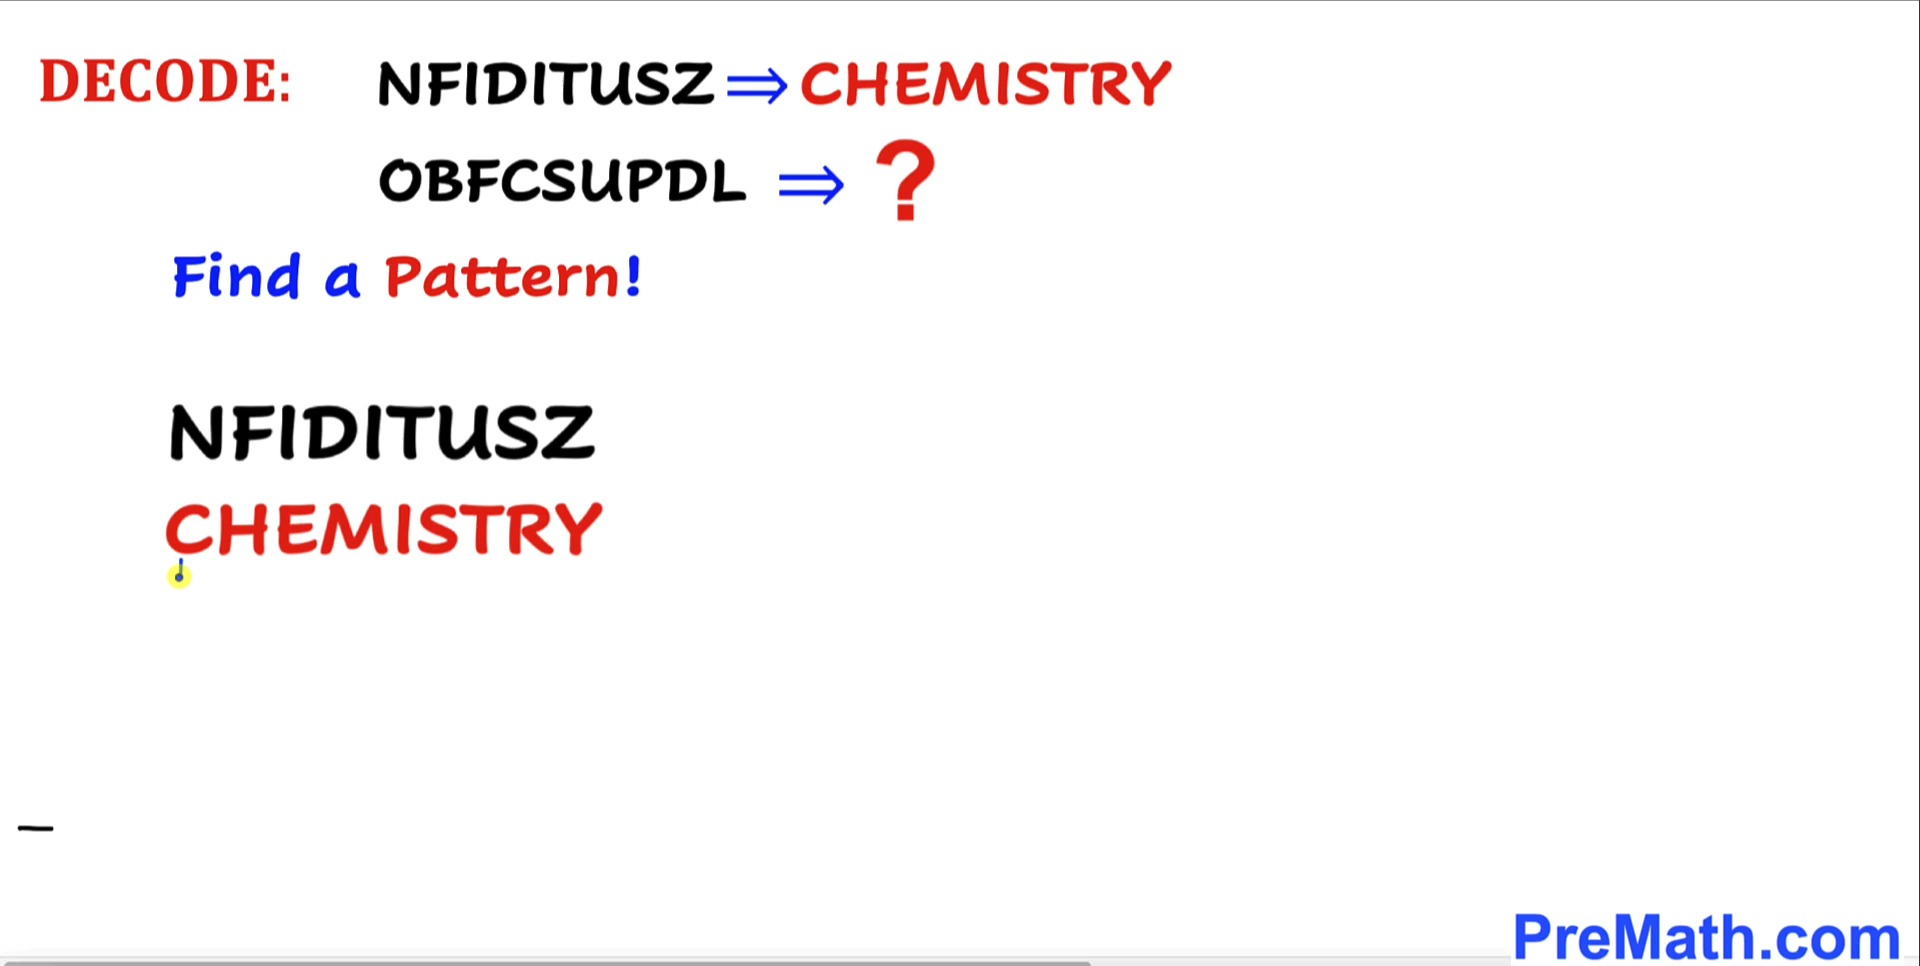 DECODE: NFIDITUSZ⇒CHEMISTRY
OBFCSUPDL ⇒ ?
Find a Pattern!
NFIDITUSZ
CHEMISTRY
PreMath.com